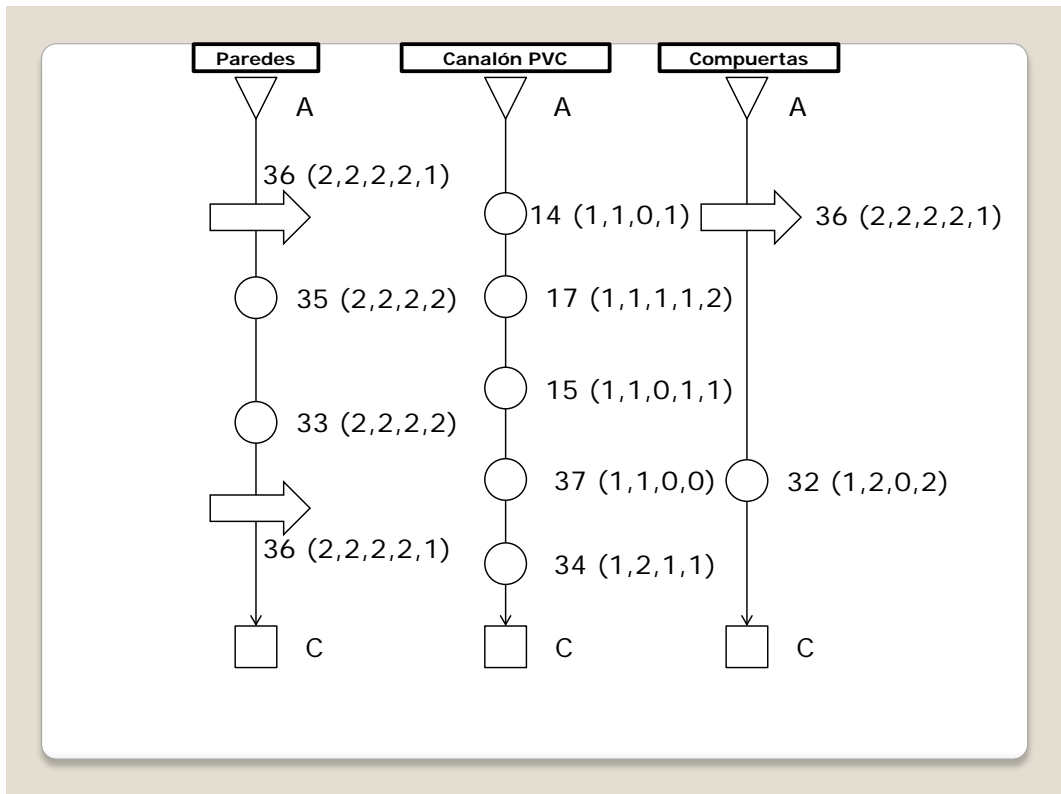 Paredes
Canalón PVC
Compuertas
A
A
A
36 (2,2,2,2,1)
14 (1,1,0,1)
36 (2,2,2,2,1)
35 (2,2,2,2)
17 (1,1,1,1,2)
15 (1,1,0,1,1)
33 (2,2,2,2)
37 (1,1,0,0)
32 (1,2,0,2)
36 (2,2,2,2,1)
34 (1,2,1,1)
C
C
C